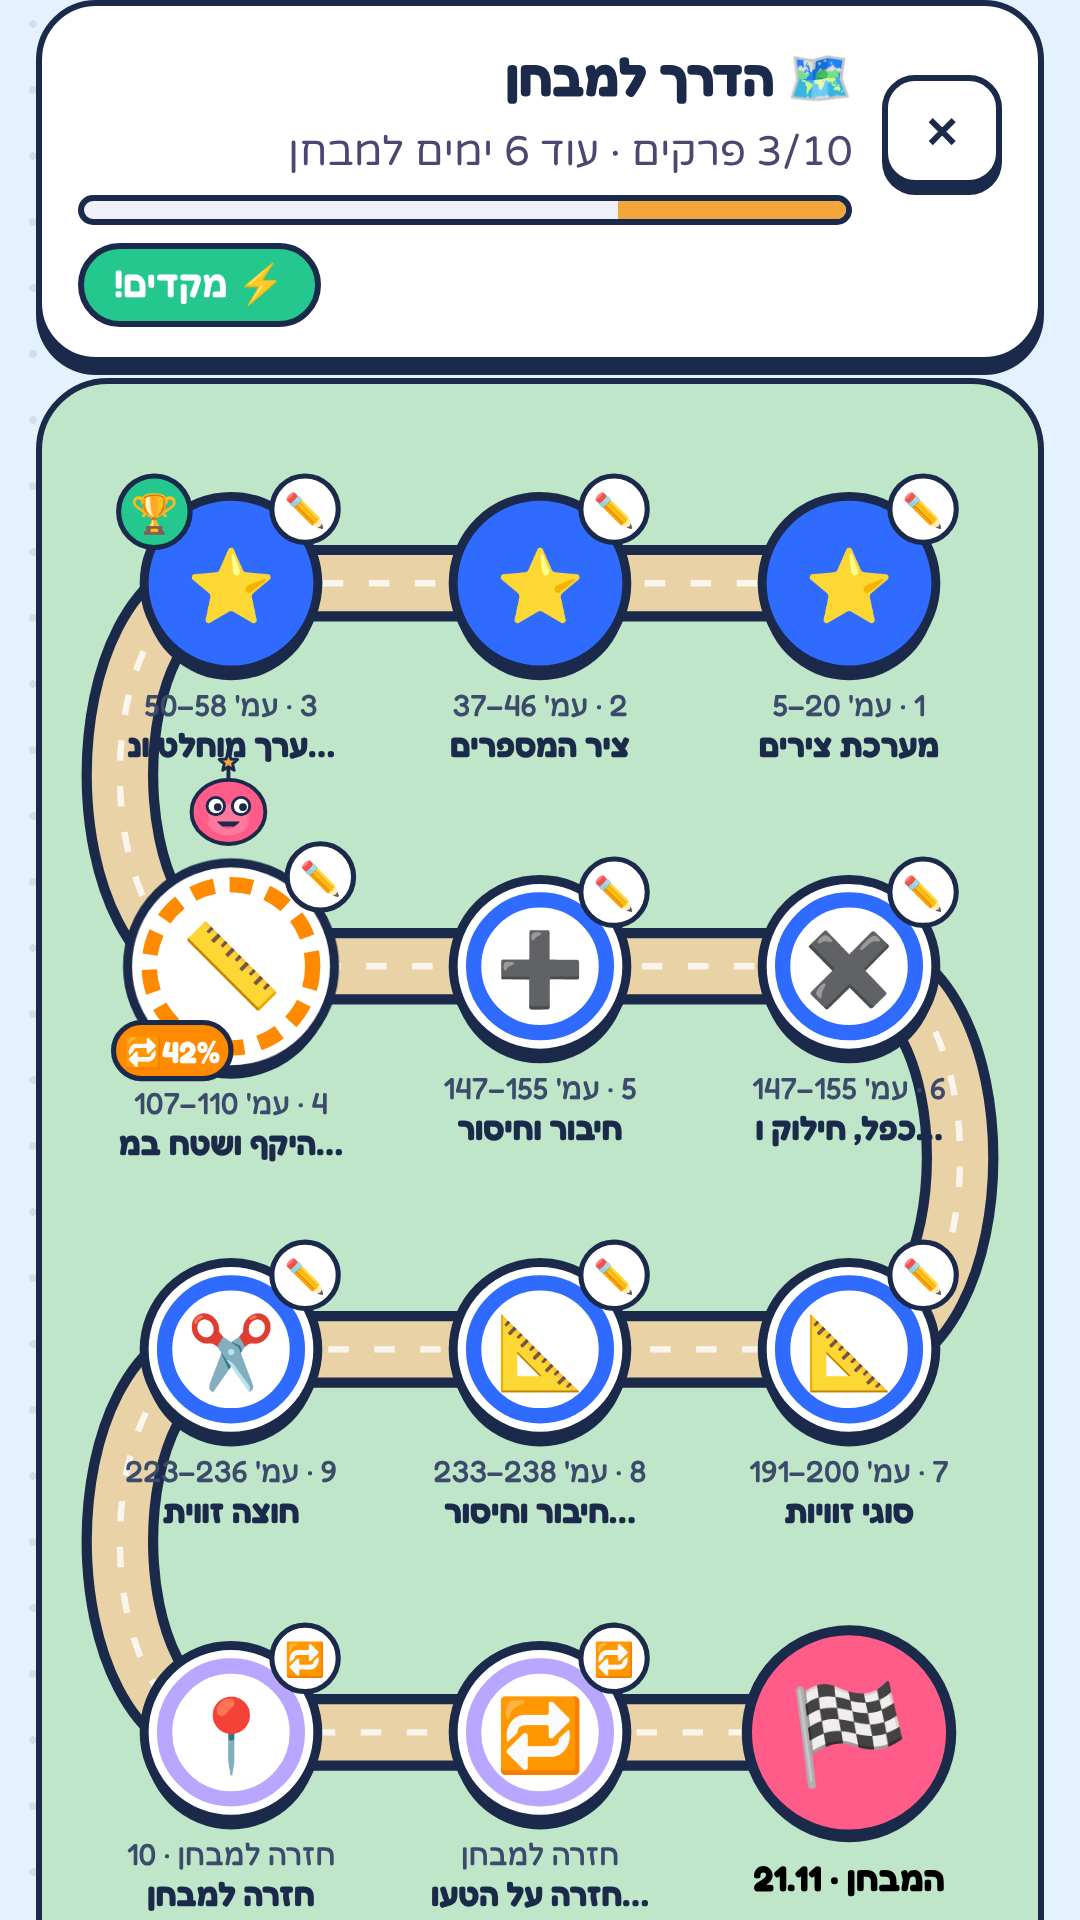 הדרך למבחן
3/10 פרקים · עוד 6 ימים למבחן
מקדים!
1 · עמ' 5–20
מערכת צירים
2 · עמ' 37–46
ציר המספרים
3 · עמ' 50–58
ערך מוחלט ונ...
4 · עמ' 107–110
היקף ושטח במ...
42%
5 · עמ' 147–155
חיבור וחיסור
6 · עמ' 147–155
כפל, חילוק ו...
7 · עמ' 191–200
סוגי זוויות
8 · עמ' 233–238
חיבור וחיסור...
9 · עמ' 223–236
חוצה זווית
חזרה למבחן · 10
חזרה למבחן
חזרה למבחן
חזרה על הטעו...
המבחן · 21.11